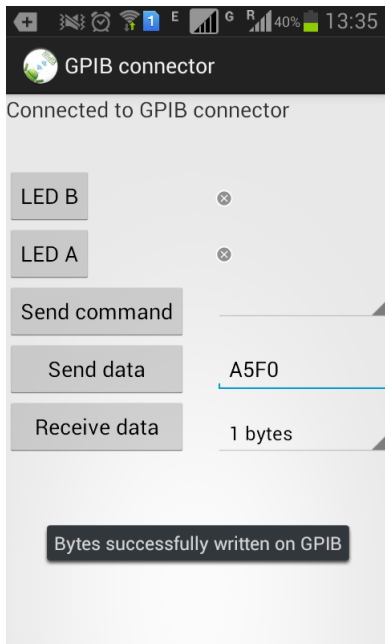 1 E G R 40% 13:35
GPIB connector
Connected to GPIB connector
LED B
LED A
Send command
Send data A5F0
Receive data 1 bytes
Bytes successfully written on GPIB